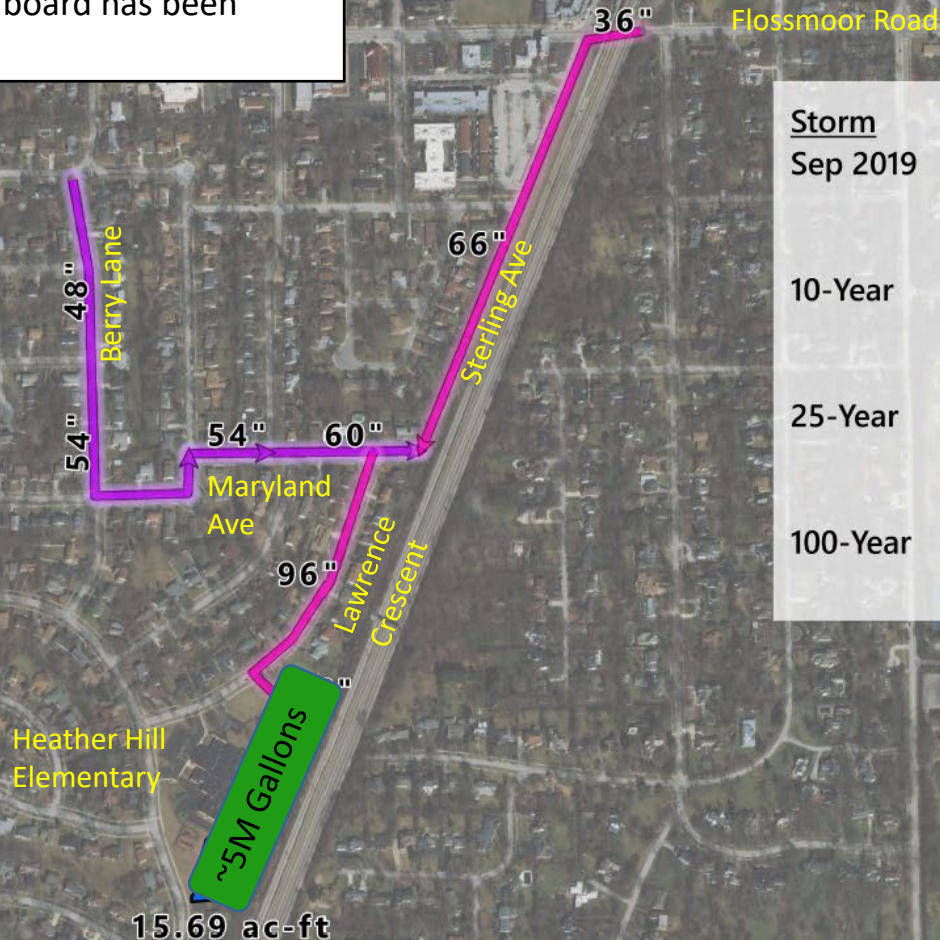 board has been
36"
Flossmoor Road
Storm
Sep 2019
10-Year
25-Year
100-Year
66"
Sterling Ave
48"
Berry Lane
54"
54"
60"
Maryland
Ave
96"
Lawrence
Crescent
"
Heather Hill
Elementary
~5M Gallons
15.69 ac-ft